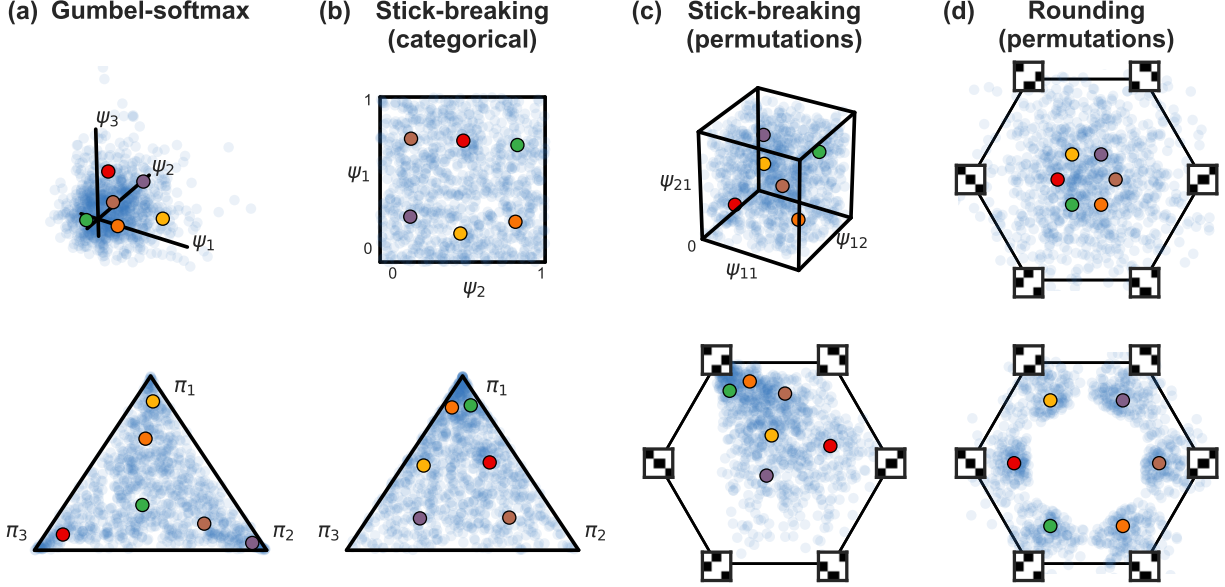 (a) Gumbel-softmax
(b) Stick-breaking
(categorical)
(c) Stick-breaking
(permutations)
(d) Rounding
(permutations)
ψ₃
ψ₂
ψ₁
1
ψ₁
0
0
1
ψ₂
ψ₂₁
0
ψ₁₁
ψ₁₂
π₁
π₃
π₂
π₁
π₃
π₂